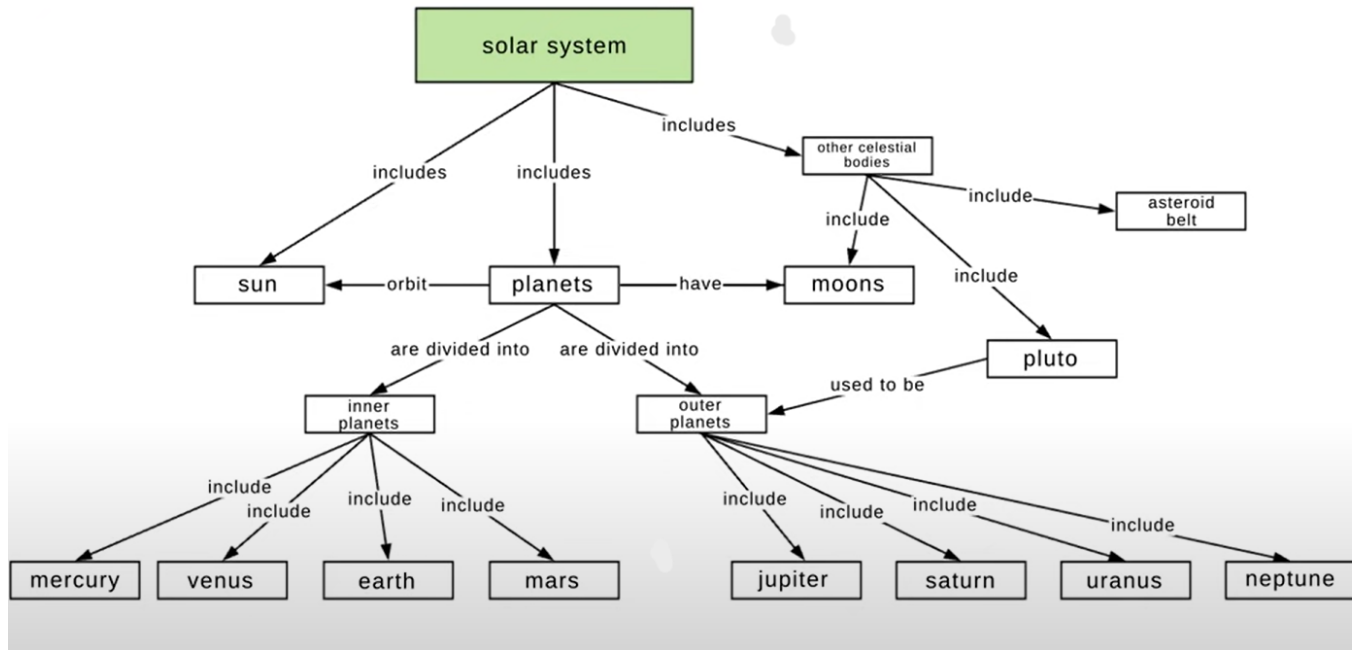 solar system
includes
other celestial
bodies
includes
includes
include
asteroid
belt
include
include
sun
orbit
planets
have
moons
are divided into
are divided into
pluto
used to be
inner
planets
outer
planets
include
include
include
include
include
include
include
include
mercury
venus
earth
mars
jupiter
saturn
uranus
neptune